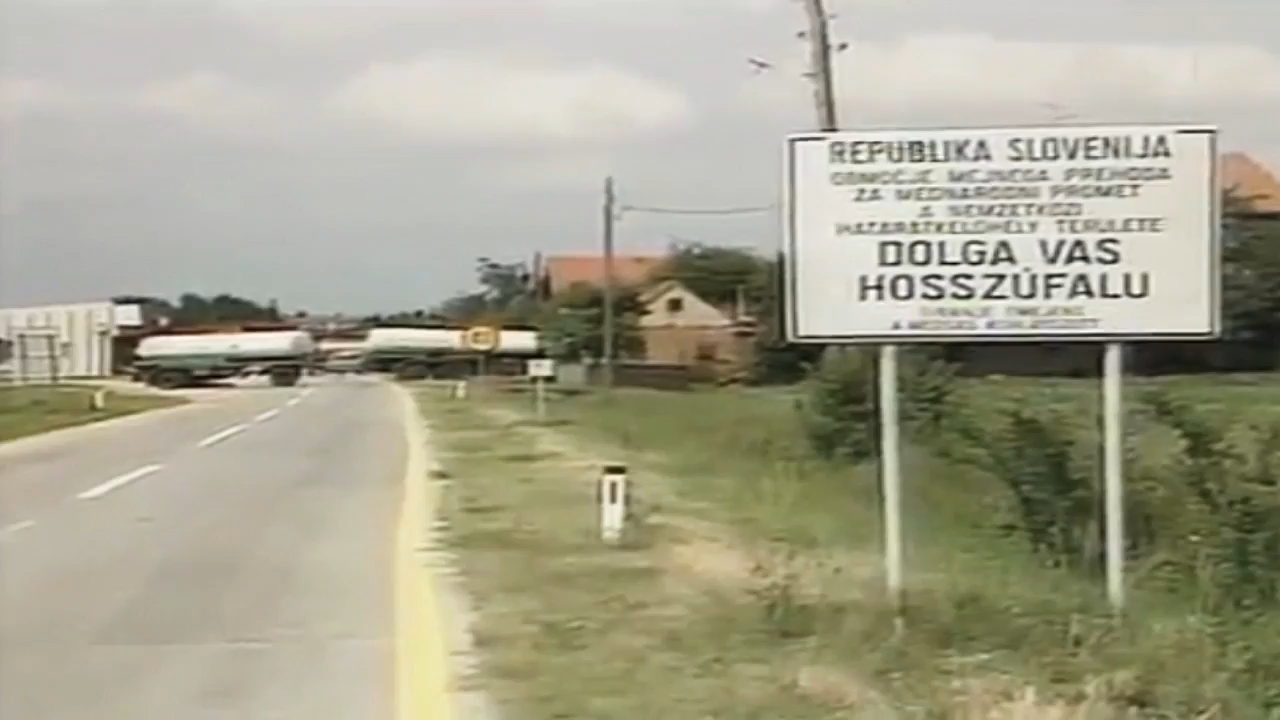 REPUBLIKA SLOVENIJA
OBMOČJE MEJNEGA PREHODA
ZA MEDNARODNI PROMET
A NEMZETKÖZI
HATÁRÁTKELŐHELY TERÜLETE
DOLGA VAS
HOSSZÚFALU